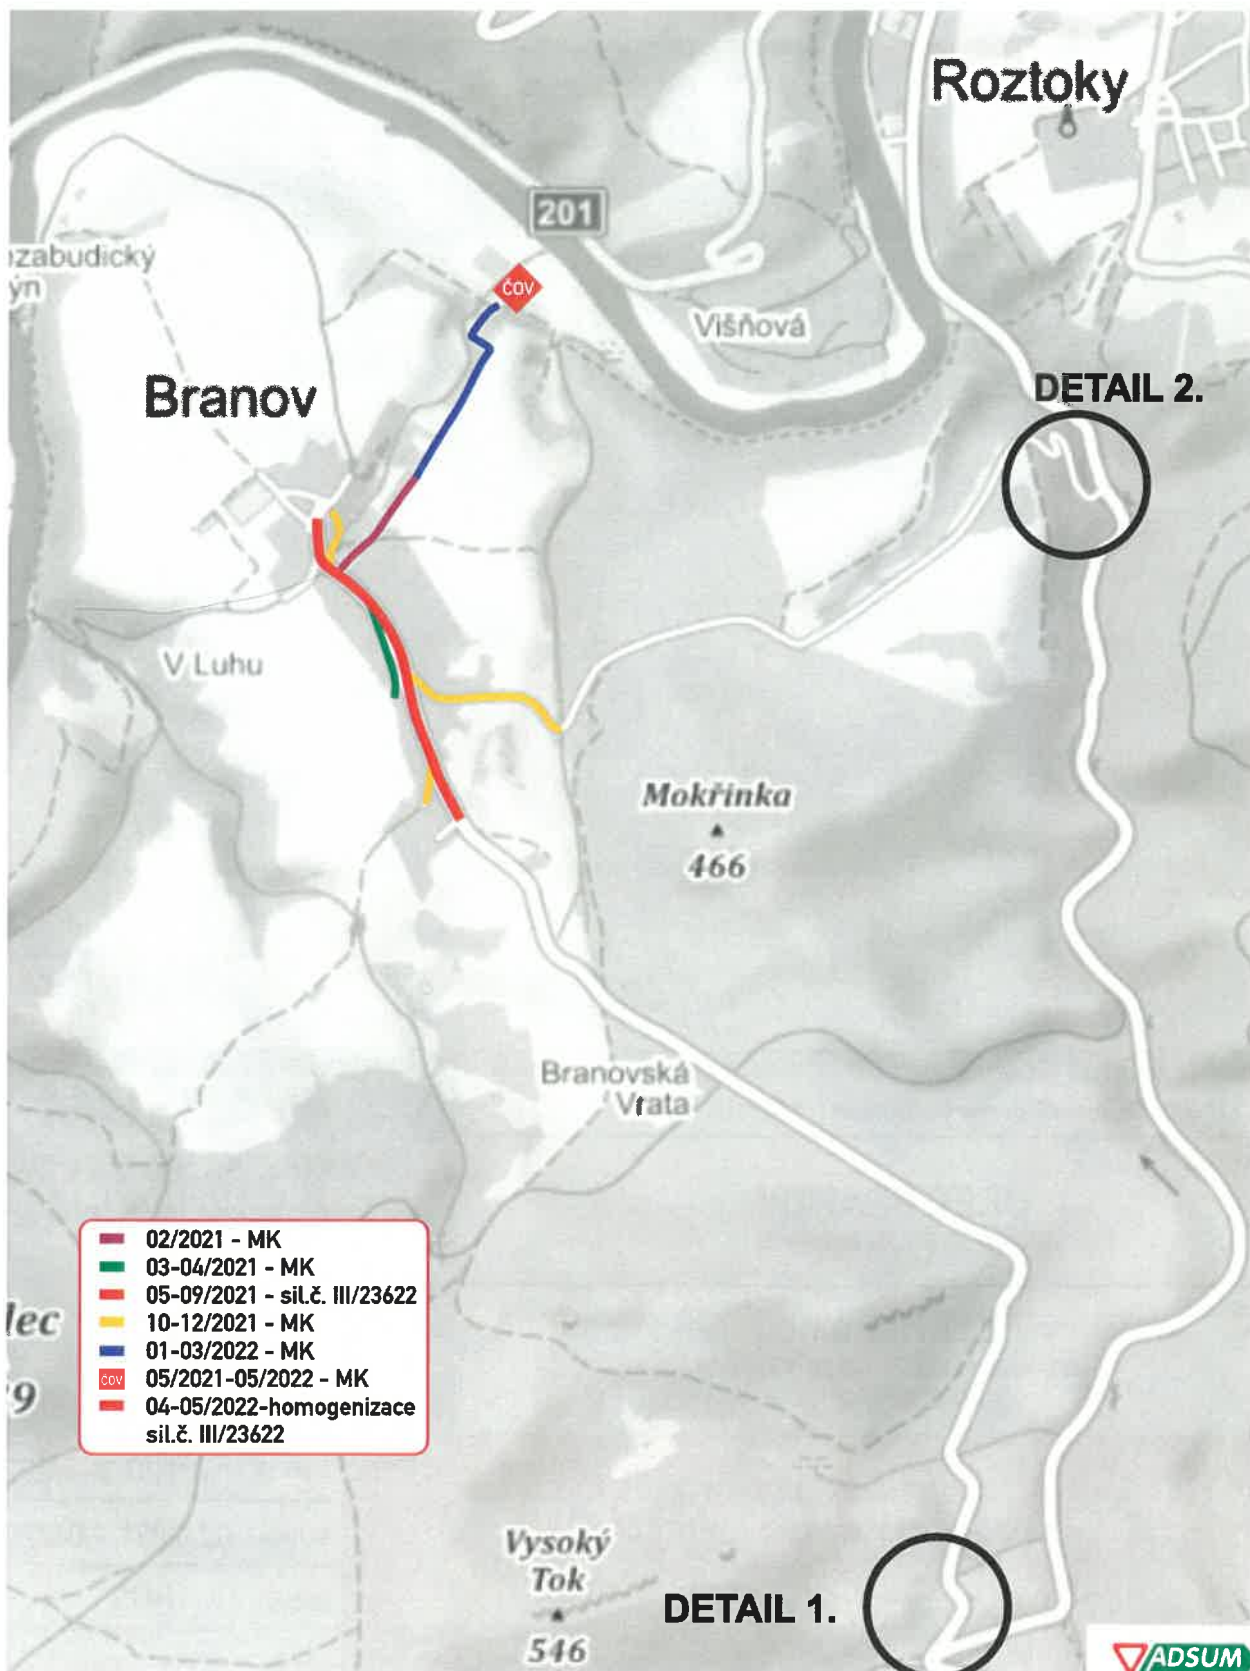 Roztoky
201
ezabudický
ýn
ČOV
Višňová
DETAIL 2.
Branov
V Luhu
Mokřinka
466
Branovská
Vrata
02/2021 - MK
03-04/2021 - MK
05-09/2021 - sil.č. III/23622
10-12/2021 - MK
01-03/2022 - MK
ČOV 05/2021-05/2022 - MK
04-05/2022-homogenizace
sil.č. III/23622
lec
9
Vysoký
Tok
546
DETAIL 1.
ADSUM